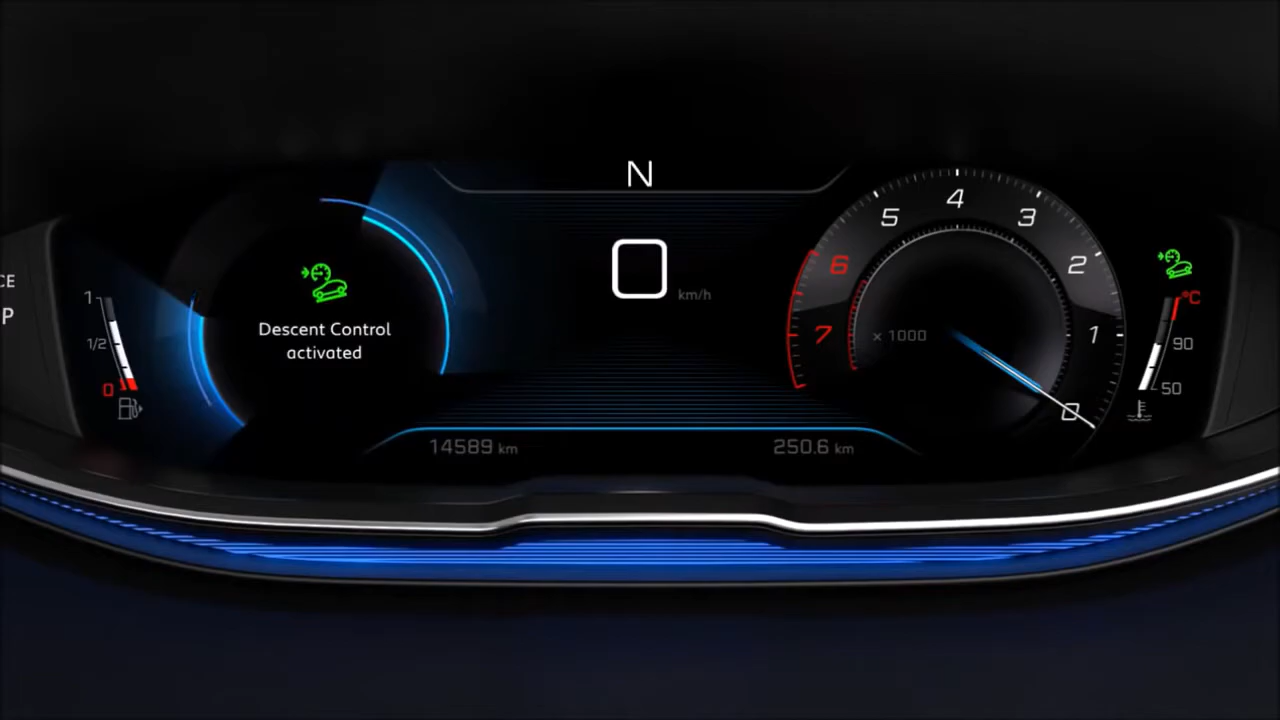 N
CE
P
1
1/2
0
Descent Control
activated
0 km/h
14589 km
250.6 km
7
6
5
4
3
2
1
0
x 1000
°C
90
50